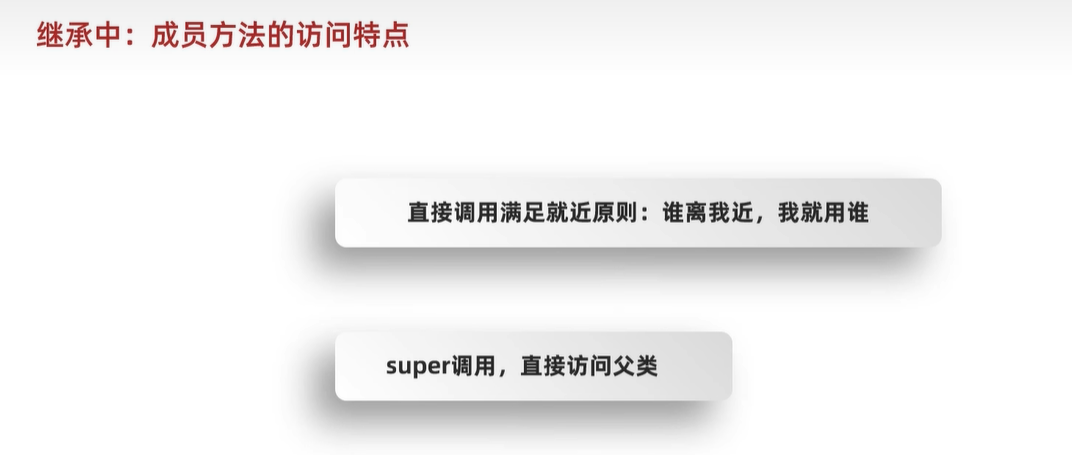 继承中：成员方法的访问特点
直接调用满足就近原则：谁离我近，我就用谁
super调用，直接访问父类